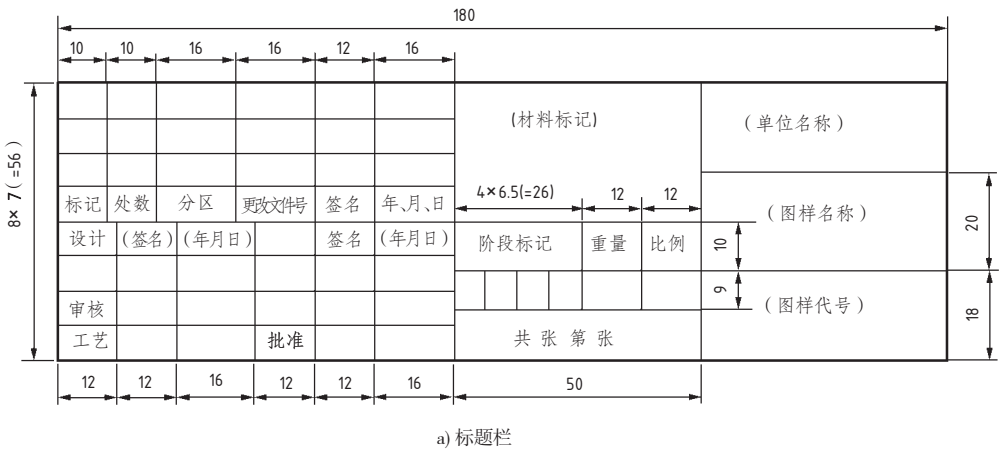 180
10 10 16 16 12 16
(材料标记)
(单位名称)
8×7(=56)
4×6.5(=26) 12 12
标记 处数 分区 更改文件号 签名 年、月、日
(图样名称)
20
设计 (签名) (年月日) 签名 (年月日)
阶段标记 重量 比例 10
9
审核
(图样代号)
18
工艺 批准
共 张 第 张
12 12 16 12 12 16 50
a) 标题栏